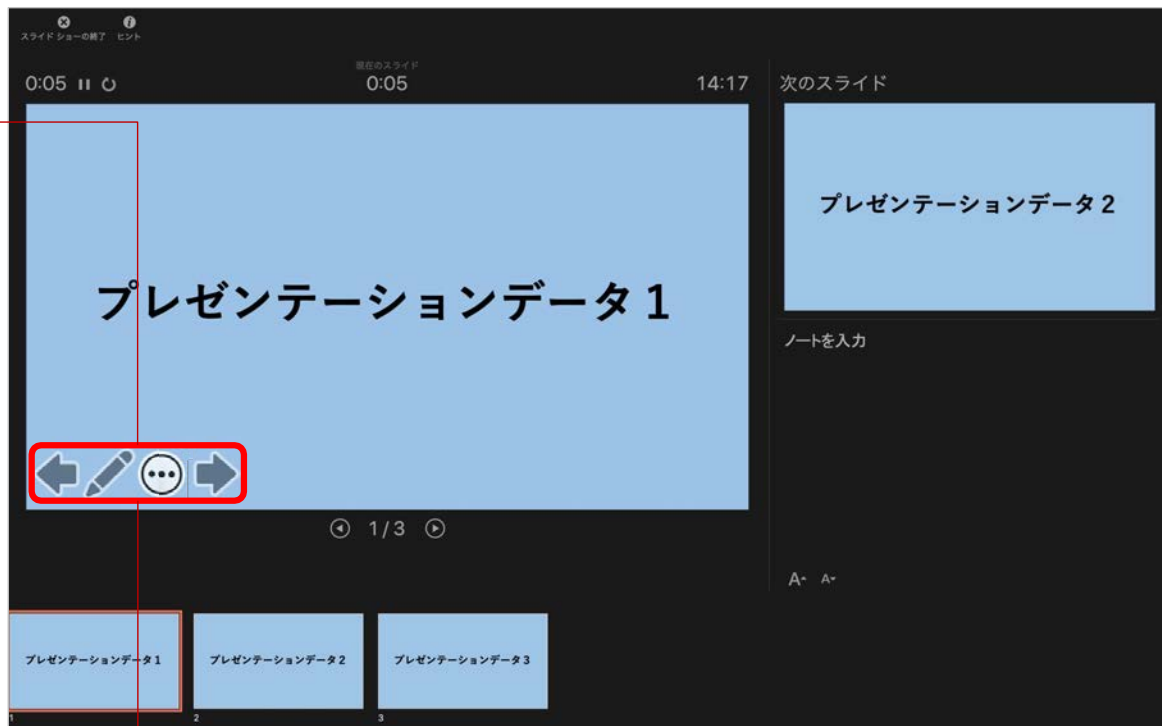 スライド ショーの終了 ヒント
現在のスライド
0:05 0:05 14:17
プレゼンテーションデータ1
1/3
次のスライド
プレゼンテーションデータ2
ノートを入力
A A
プレゼンテーションデータ1 プレゼンテーションデータ2 プレゼンテーションデータ3
1 2 3